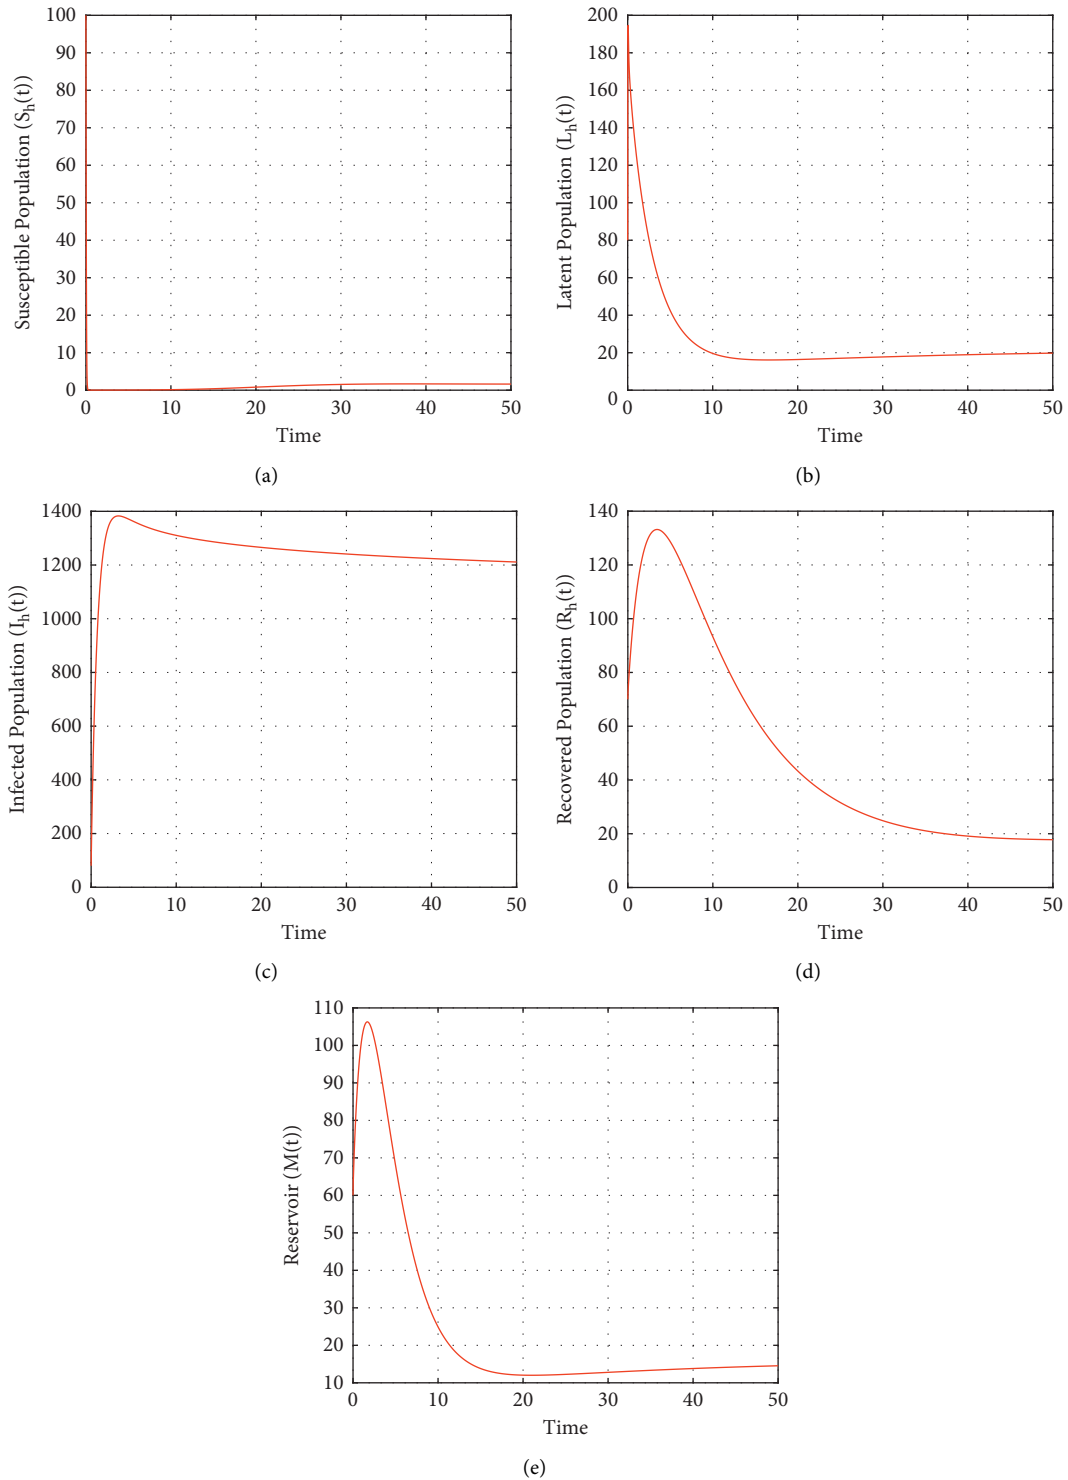 100
90
80
70
60
50
40
30
20
10
0
Susceptible Population (S_h(t))
0 10 20 30 40 50
Time
(a)
200
180
160
140
120
100
80
60
40
20
0
Latent Population (L_h(t))
0 10 20 30 40 50
Time
(b)
1400
1200
1000
800
600
400
200
0
Infected Population (I_h(t))
0 10 20 30 40 50
Time
(c)
140
120
100
80
60
40
20
0
Recovered Population (R_h(t))
0 10 20 30 40 50
Time
(d)
110
100
90
80
70
60
50
40
30
20
10
Reservoir (M(t))
0 10 20 30 40 50
Time
(e)